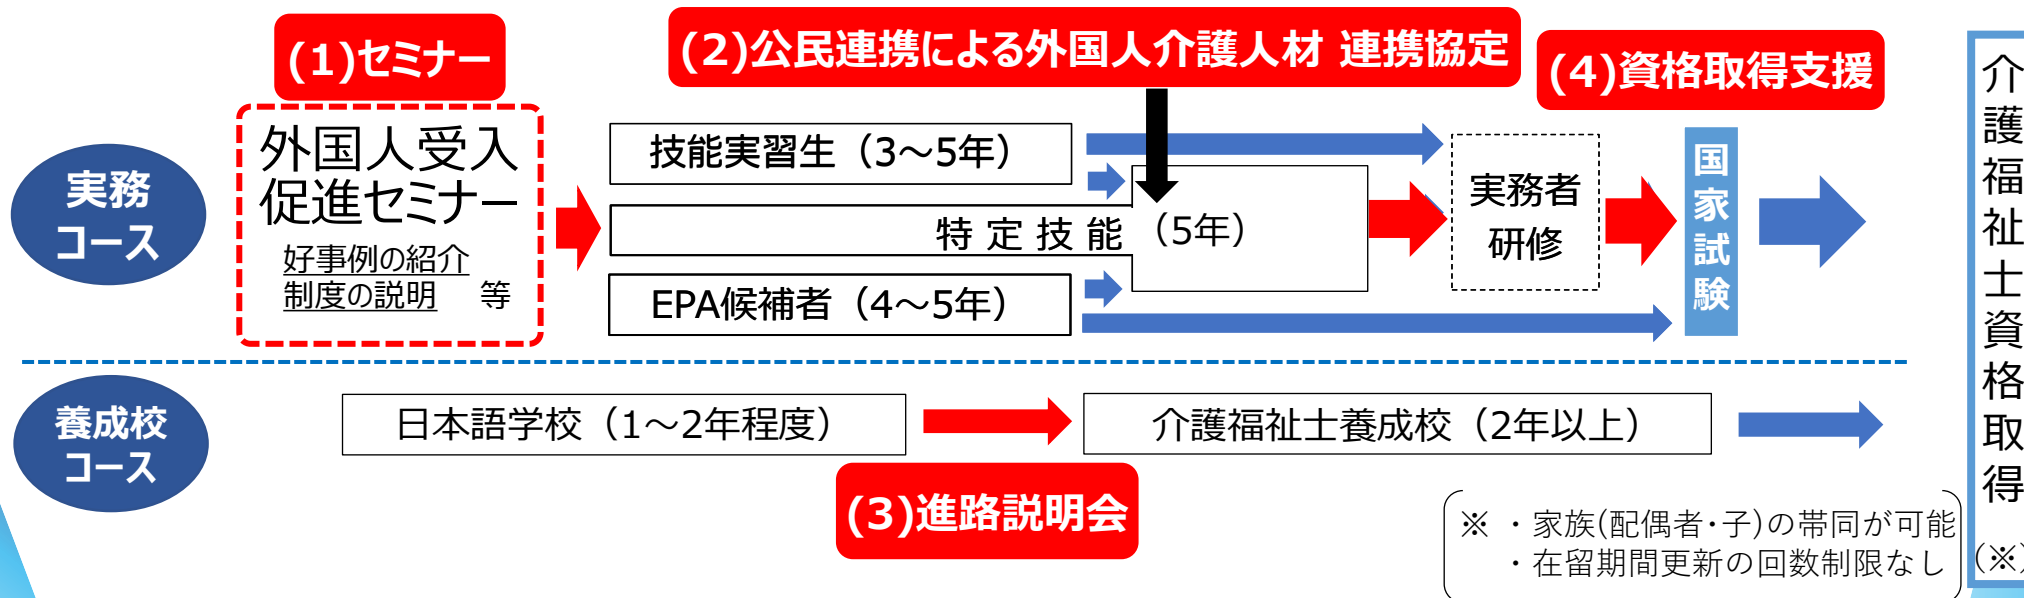 (1)セミナー
(2)公民連携による外国人介護人材 連携協定
(4)資格取得支援
実務
コース
外国人受入
促進セミナー
好事例の紹介
制度の説明 等
技能実習生（3～5年）
特定技能（5年）
EPA候補者（4～5年）
実務者
研修
国家試験
介護福祉士資格取得
(※)
養成校
コース
日本語学校（1～2年程度）
介護福祉士養成校（2年以上）
(3)進路説明会
※ ・家族(配偶者・子)の帯同が可能
・在留期間更新の回数制限なし